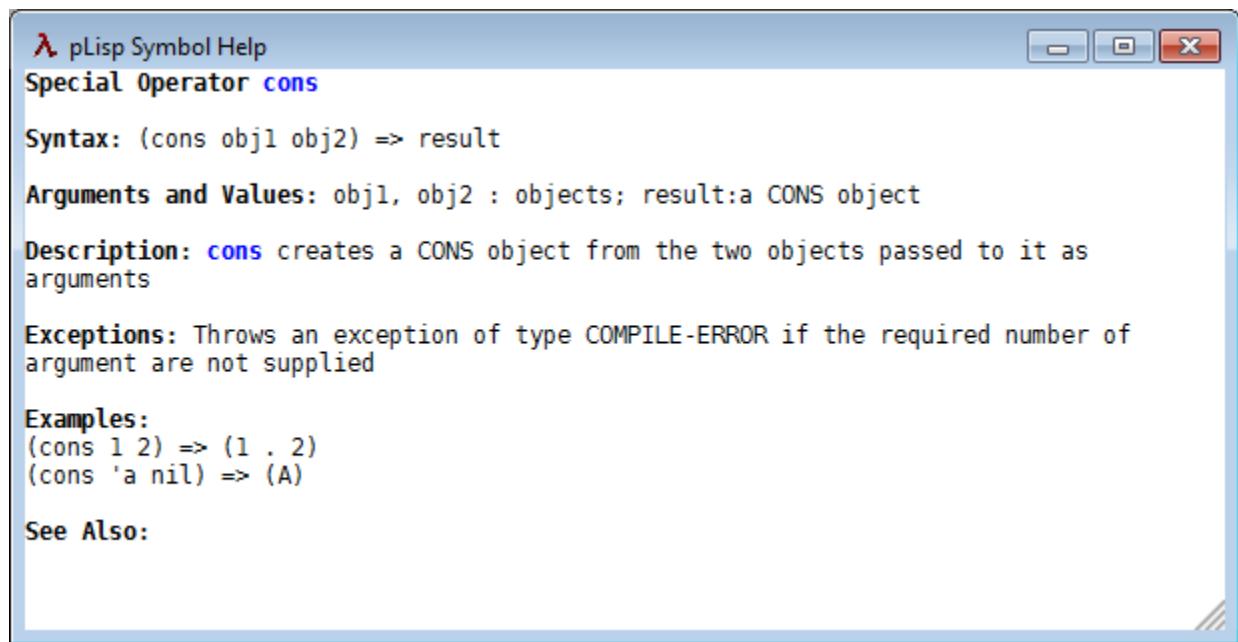 λ pLisp Symbol Help
Special Operator cons
Syntax: (cons obj1 obj2) => result
Arguments and Values: obj1, obj2 : objects; result:a CONS object
Description: cons creates a CONS object from the two objects passed to it as
arguments
Exceptions: Throws an exception of type COMPILE-ERROR if the required number of
argument are not supplied
Examples:
(cons 1 2) => (1 . 2)
(cons 'a nil) => (A)
See Also: